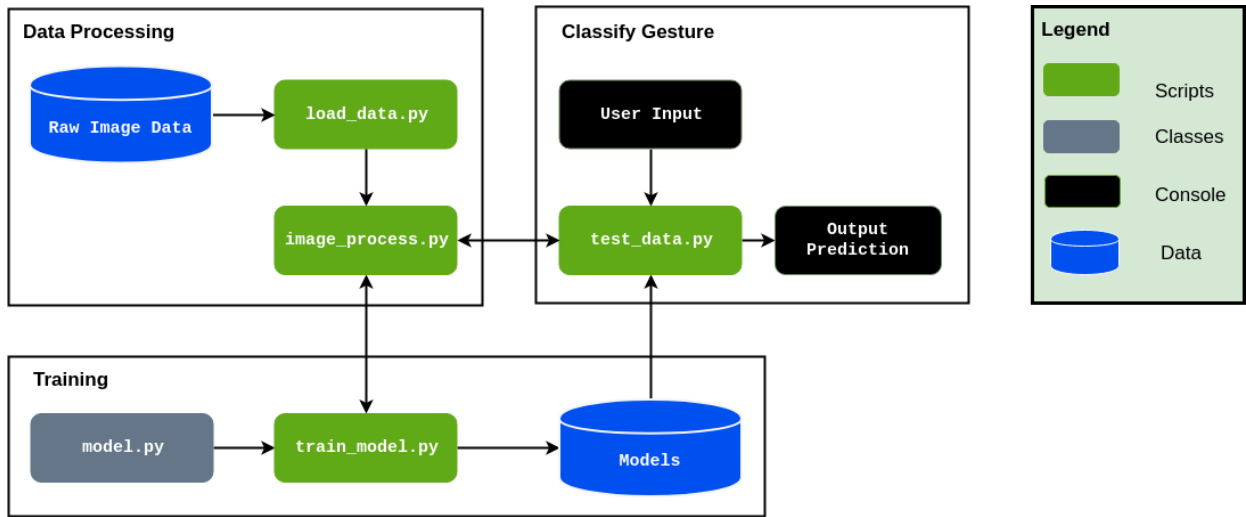 Data Processing
Raw Image Data
load_data.py
image_process.py
Classify Gesture
User Input
test_data.py
Output
Prediction
Training
model.py
train_model.py
Models
Legend
Scripts
Classes
Console
Data